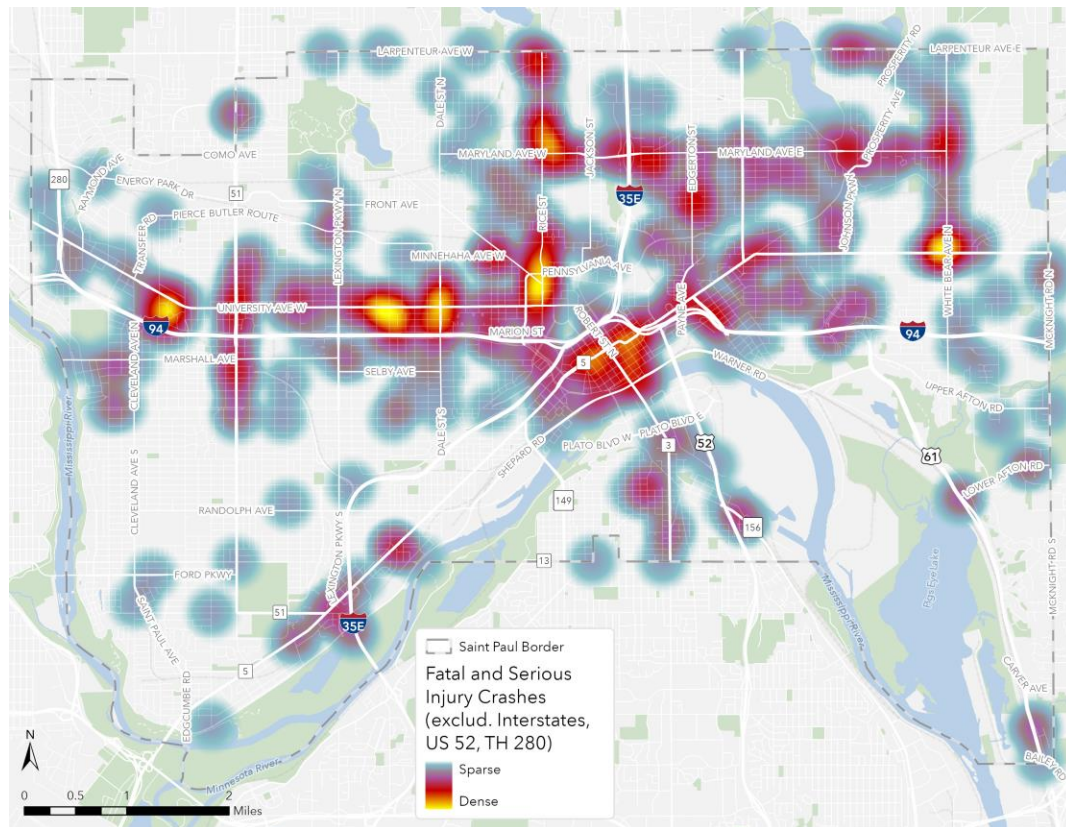 LARPENTEUR AVE W
LARPENTEUR AVE E
PROSPERITY RD
DALE ST N
COMO AVE
MARYLAND AVE W
MARYLAND AVE E
JACKSON ST
EDGERTON ST
PROSPERITY AVE
280
RAYMOND AVE
ENERGY PARK DR
51
LEXINGTON PKWY N
FRONT AVE
RICE ST
35E
JOHNSON PKWY
PIERCE BUTLER ROUTE
TRANSFER RD
MINNEHAHA AVE W
PENNSYLVANIA AVE
WHITE BEAR AVE N
MCKNIGHT RD N
UNIVERSITY AVE W
94
MARION ST
ROBERT ST N
PAYNE AVE
94
CLEVELAND AVE N
MARSHALL AVE
SELBY AVE
5
WARNER RD
UPPER AFTON RD
Mississippi River
DALE ST S
SHEPARD RD
PLATO BLVD W
PLATO BLVD E
3
52
61
LOWER AFTON RD
CLEVELAND AVE S
RANDOLPH AVE
149
156
LEXINGTON PKWY S
13
FORD PKWY
51
35E
SAINT PAUL AVE
5
EDGCUMBE RD
Pigs Eye Lake
MCKNIGHT RD S
Mississippi River
CARVER AVE
BAILEY RD
Minnesota River
Saint Paul Border
Fatal and Serious
Injury Crashes
(exclud. Interstates,
US 52, TH 280)
Sparse
Dense
N
0 1 2
Miles